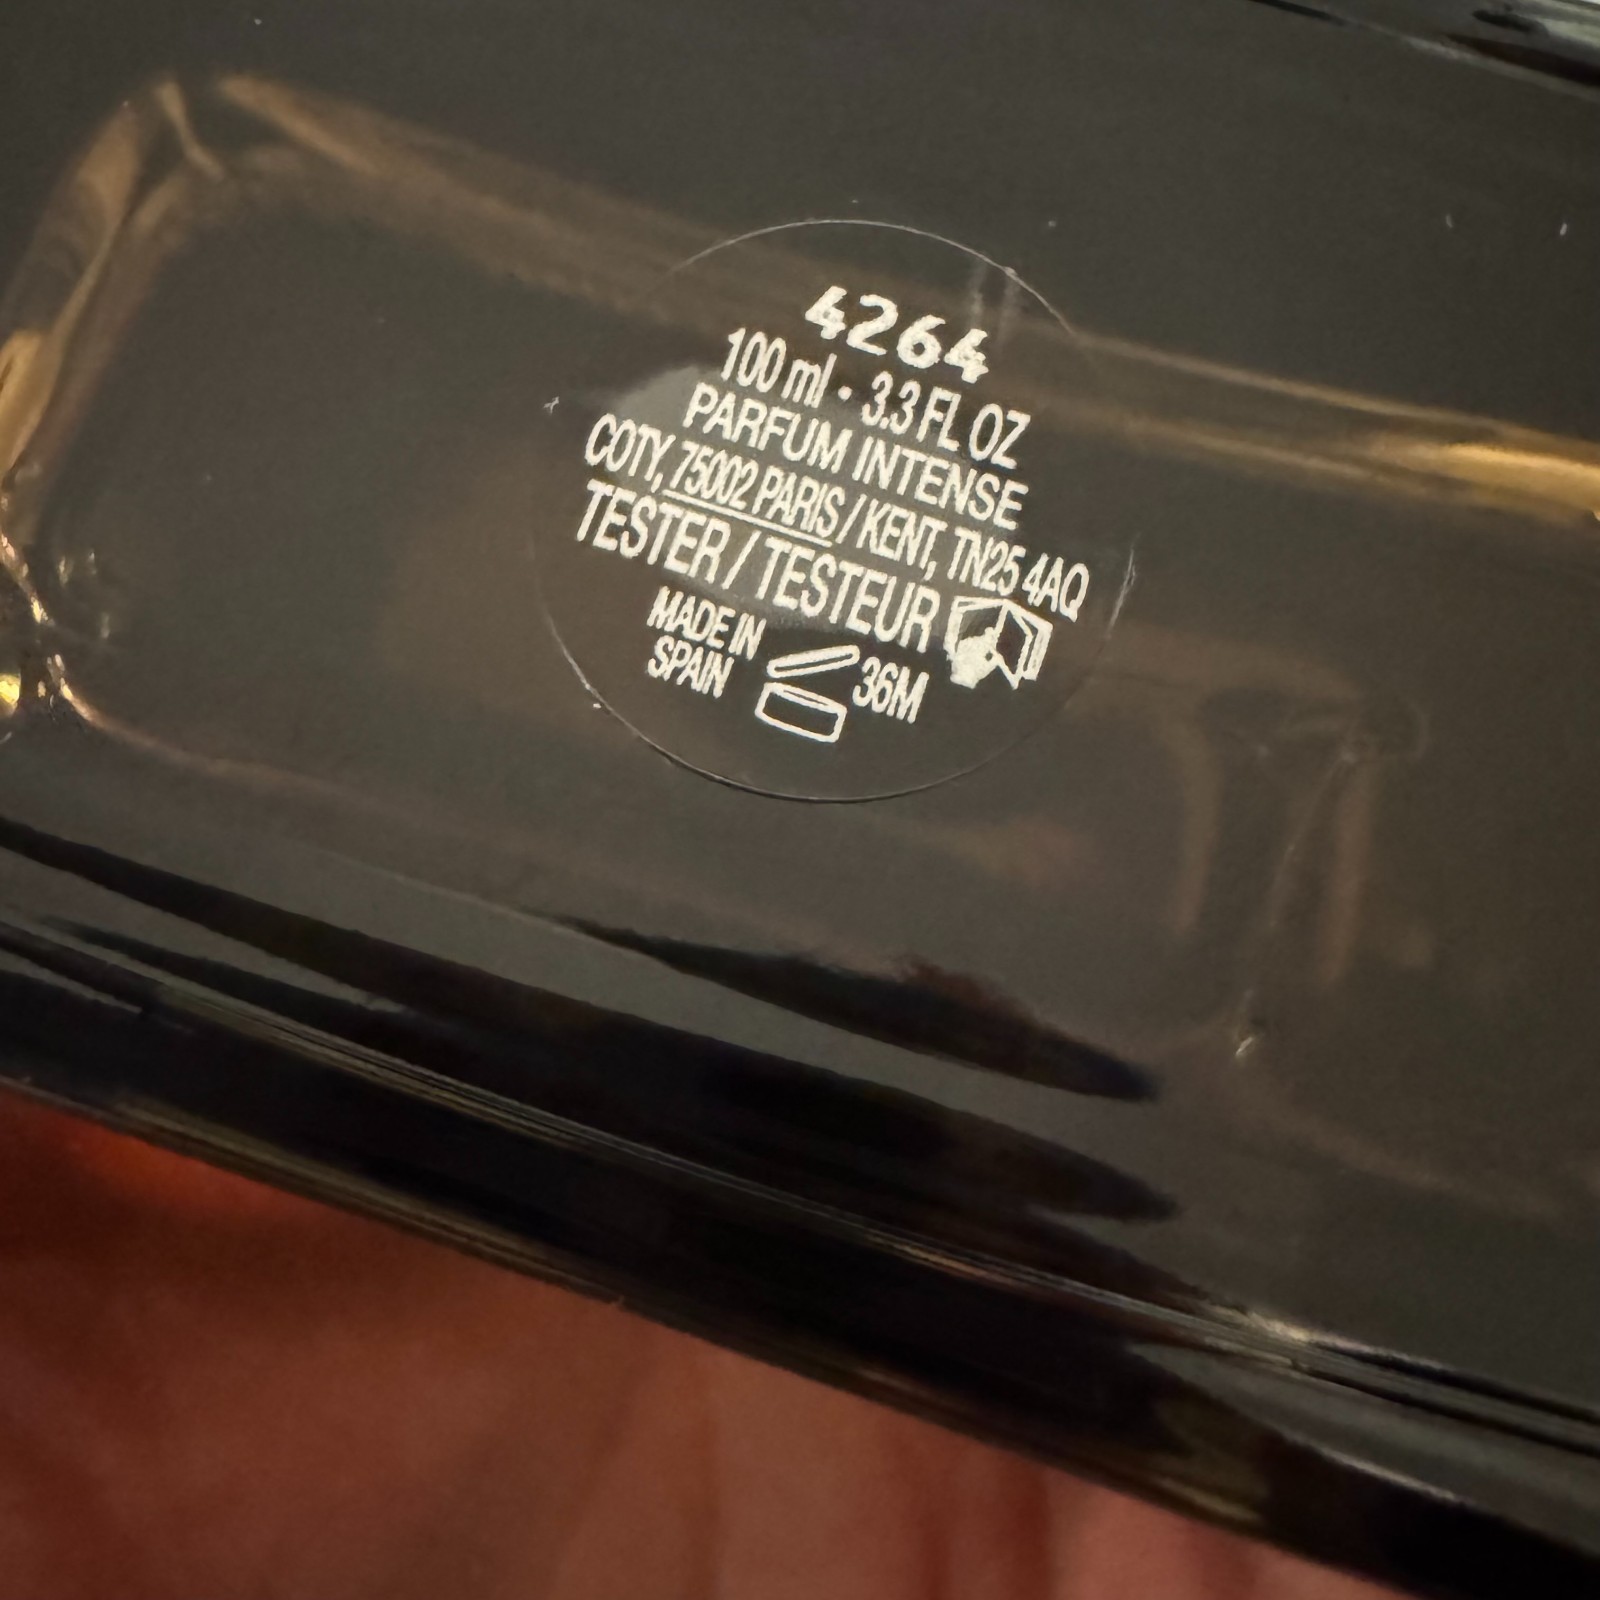 4264
100 ml · 3.3 FL OZ
PARFUM INTENSE
COTY, 75002 PARIS / KENT, TN25 4AQ
TESTER / TESTEUR
MADE IN
SPAIN
36M